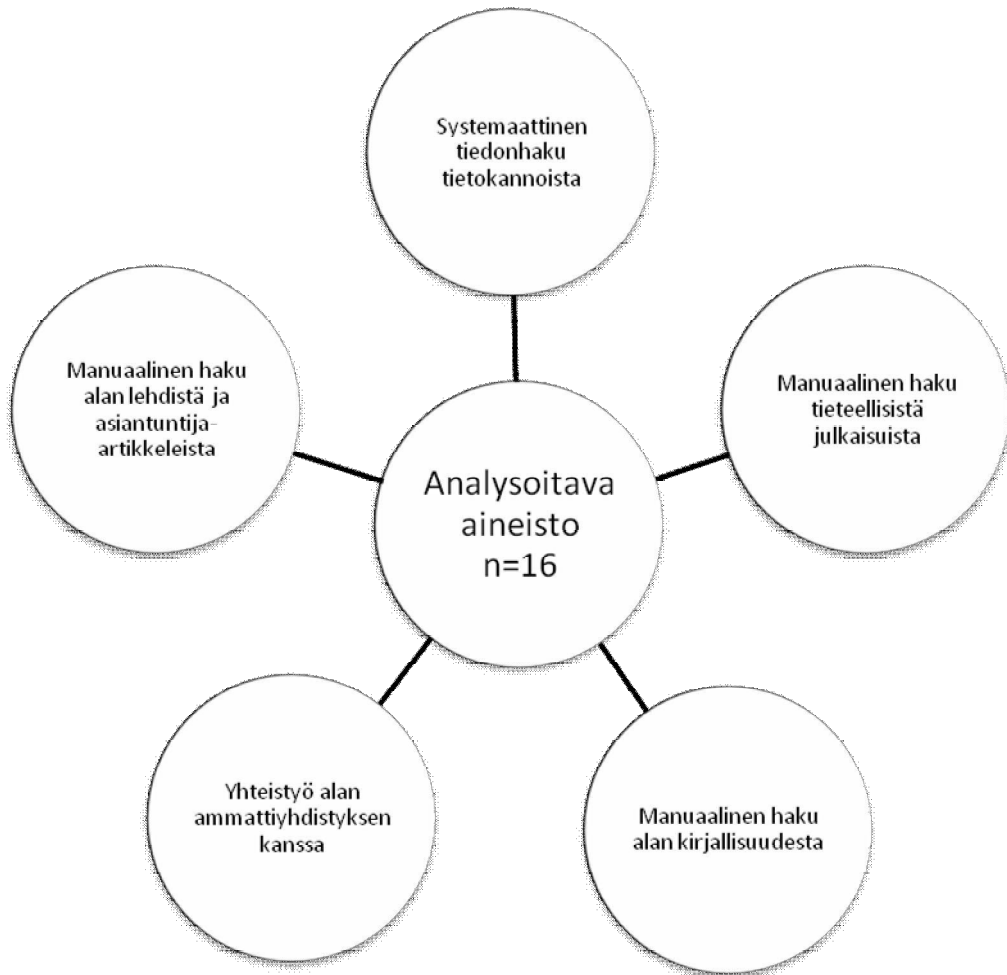 Systemaattinen
tiedonhaku
tietokannoista
Manuaalinen haku
alan lehdistä ja
asiantuntija-
artikkeleista
Manuaalinen haku
tieteellisistä
julkaisuista
Analysoitava
aineisto
n=16
Yhteistyö alan
ammattiyhdistyksen
kanssa
Manuaalinen haku
alan kirjallisuudesta